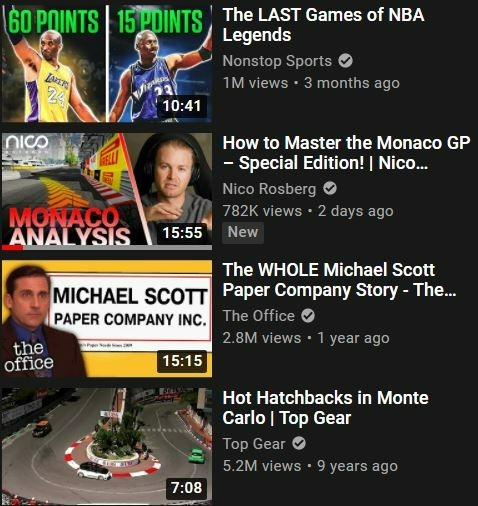 60 POINTS
15 POINTS
LAKERS
24
WIZARDS
23
10:41
The LAST Games of NBA
Legends
Nonstop Sports
1M views • 3 months ago
nico
PIRELLI
MONACO
ANALYSIS
15:55
How to Master the Monaco GP
– Special Edition! | Nico...
Nico Rosberg
782K views • 2 days ago
New
MICHAEL SCOTT
PAPER COMPANY INC.
the
office
15:15
The WHOLE Michael Scott
Paper Company Story - The...
The Office
2.8M views • 1 year ago
7:08
Hot Hatchbacks in Monte
Carlo | Top Gear
Top Gear
5.2M views • 9 years ago